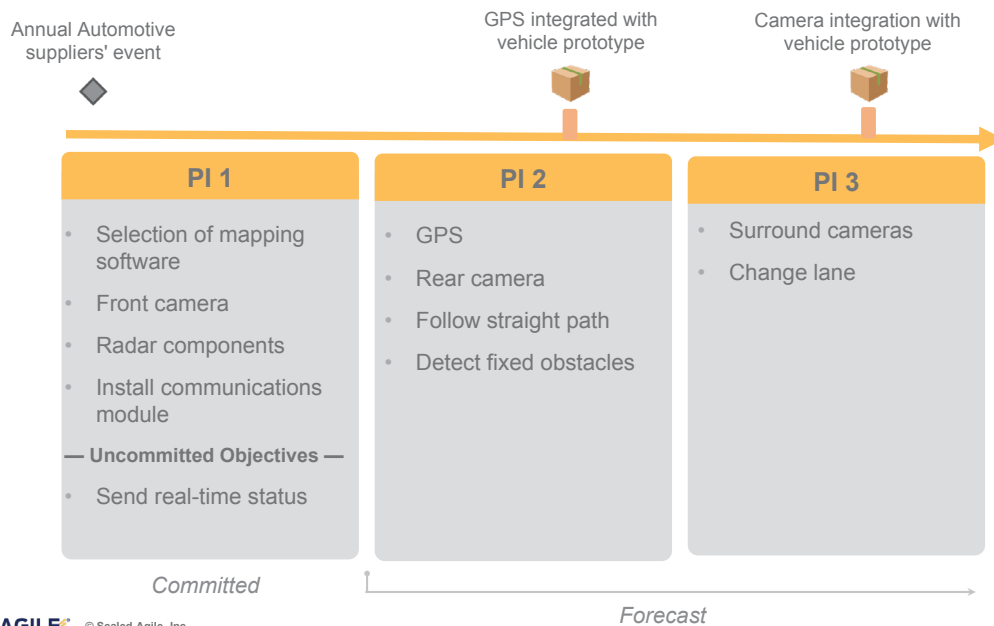 Annual Automotive
suppliers' event
GPS integrated with
vehicle prototype
Camera integration with
vehicle prototype
PI 1
• Selection of mapping
software
• Front camera
• Radar components
• Install communications
module
— Uncommitted Objectives —
• Send real-time status
PI 2
• GPS
• Rear camera
• Follow straight path
• Detect fixed obstacles
PI 3
• Surround cameras
• Change lane
Committed
Forecast
AGILE
© Scaled Agile, Inc.